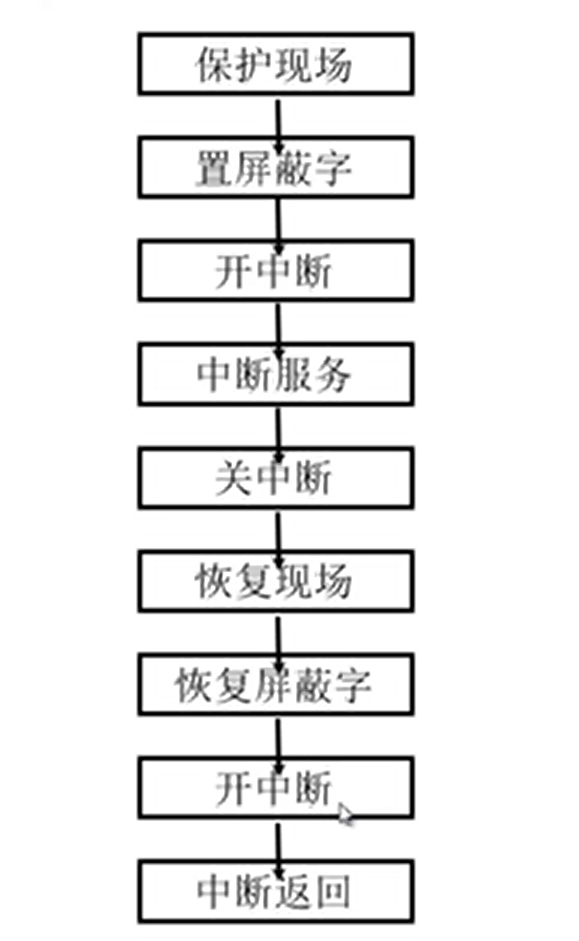 保护现场
置屏蔽字
开中断
中断服务
关中断
恢复现场
恢复屏蔽字
开中断
中断返回